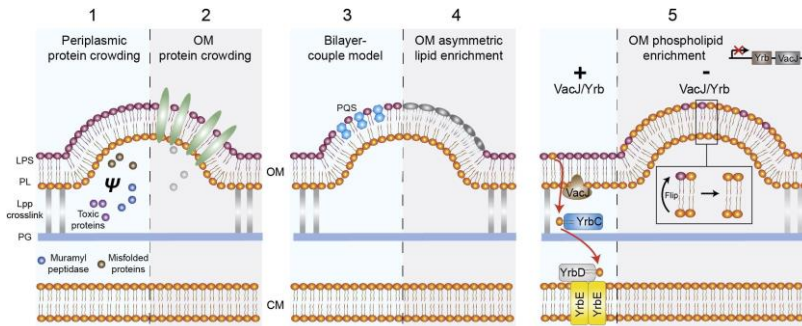 1
2
3
4
5
Periplasmic
protein crowding
OM
protein crowding
Bilayer-
couple model
OM asymmetric
lipid enrichment
OM phospholipid
enrichment
Yrb
VacJ
+
VacJ/Yrb
-
VacJ/Yrb
PQS
LPS
PL
Lpp
crosslink
PG
Ψ
Toxic
proteins
Muramyl
peptidase
Misfolded
proteins
OM
CM
VacJ
YrbC
YrbD
YrbE
YrbE
Flip